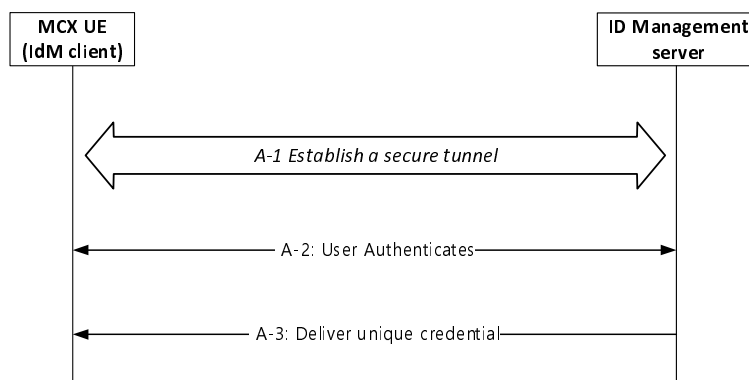 MCX UE
(IdM client)
ID Management
server
A-1 Establish a secure tunnel
A-2: User Authenticates
A-3: Deliver unique credential